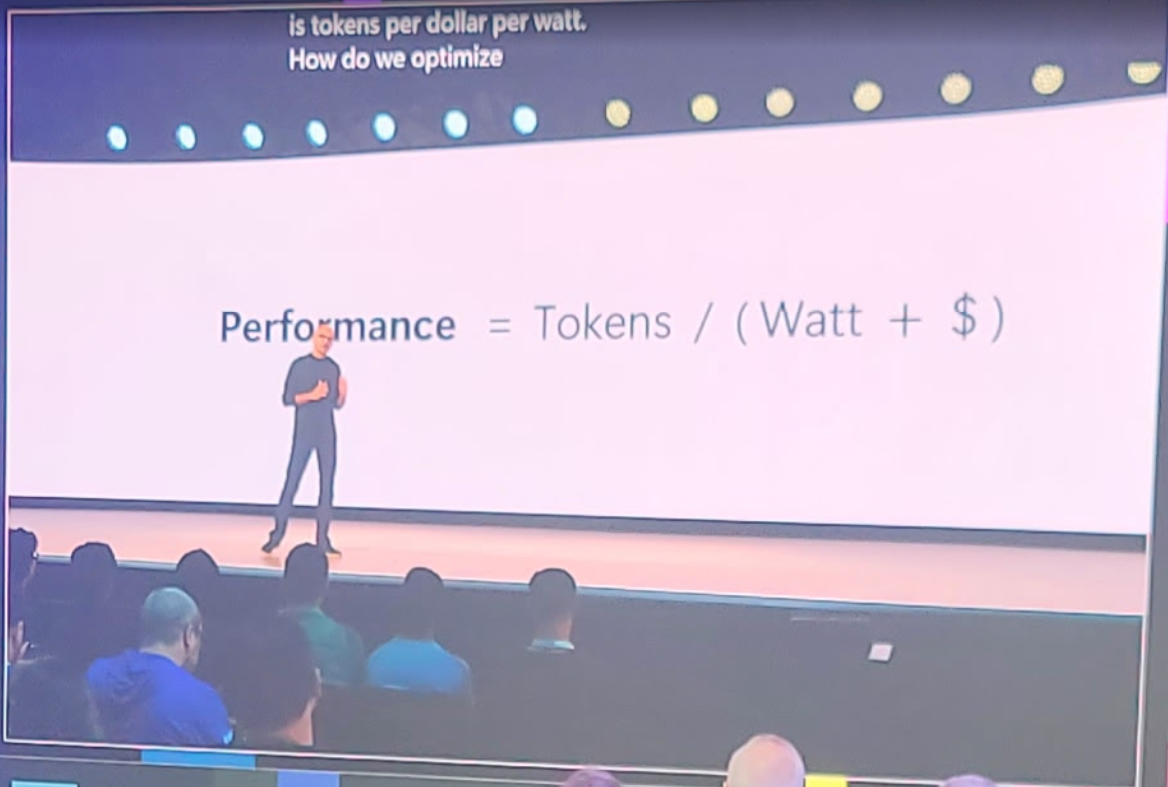 is tokens per dollar per watt.
How do we optimize
Performance = Tokens / (Watt + $)